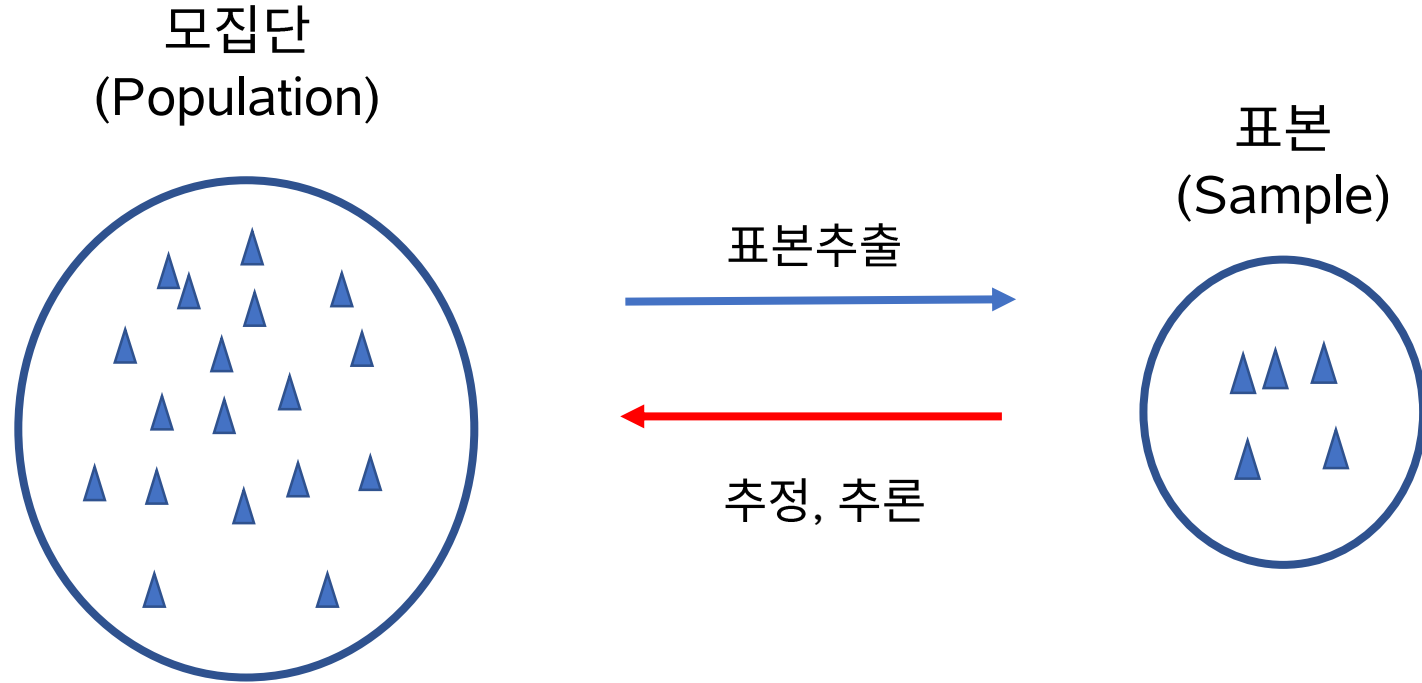 모집단
(Population)
표본
(Sample)
표본추출
추정, 추론